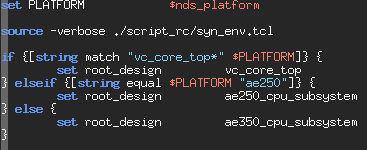 set PLATFORM $nds_platform
source -verbose ./script_rc/syn_env.tcl
if {[string match "vc_core_top*" $PLATFORM]} {
set root_design vc_core_top
} elseif {[string equal $PLATFORM "ae250"]} {
set root_design ae250_cpu_subsystem
} else {
set root_design ae350_cpu_subsystem
}